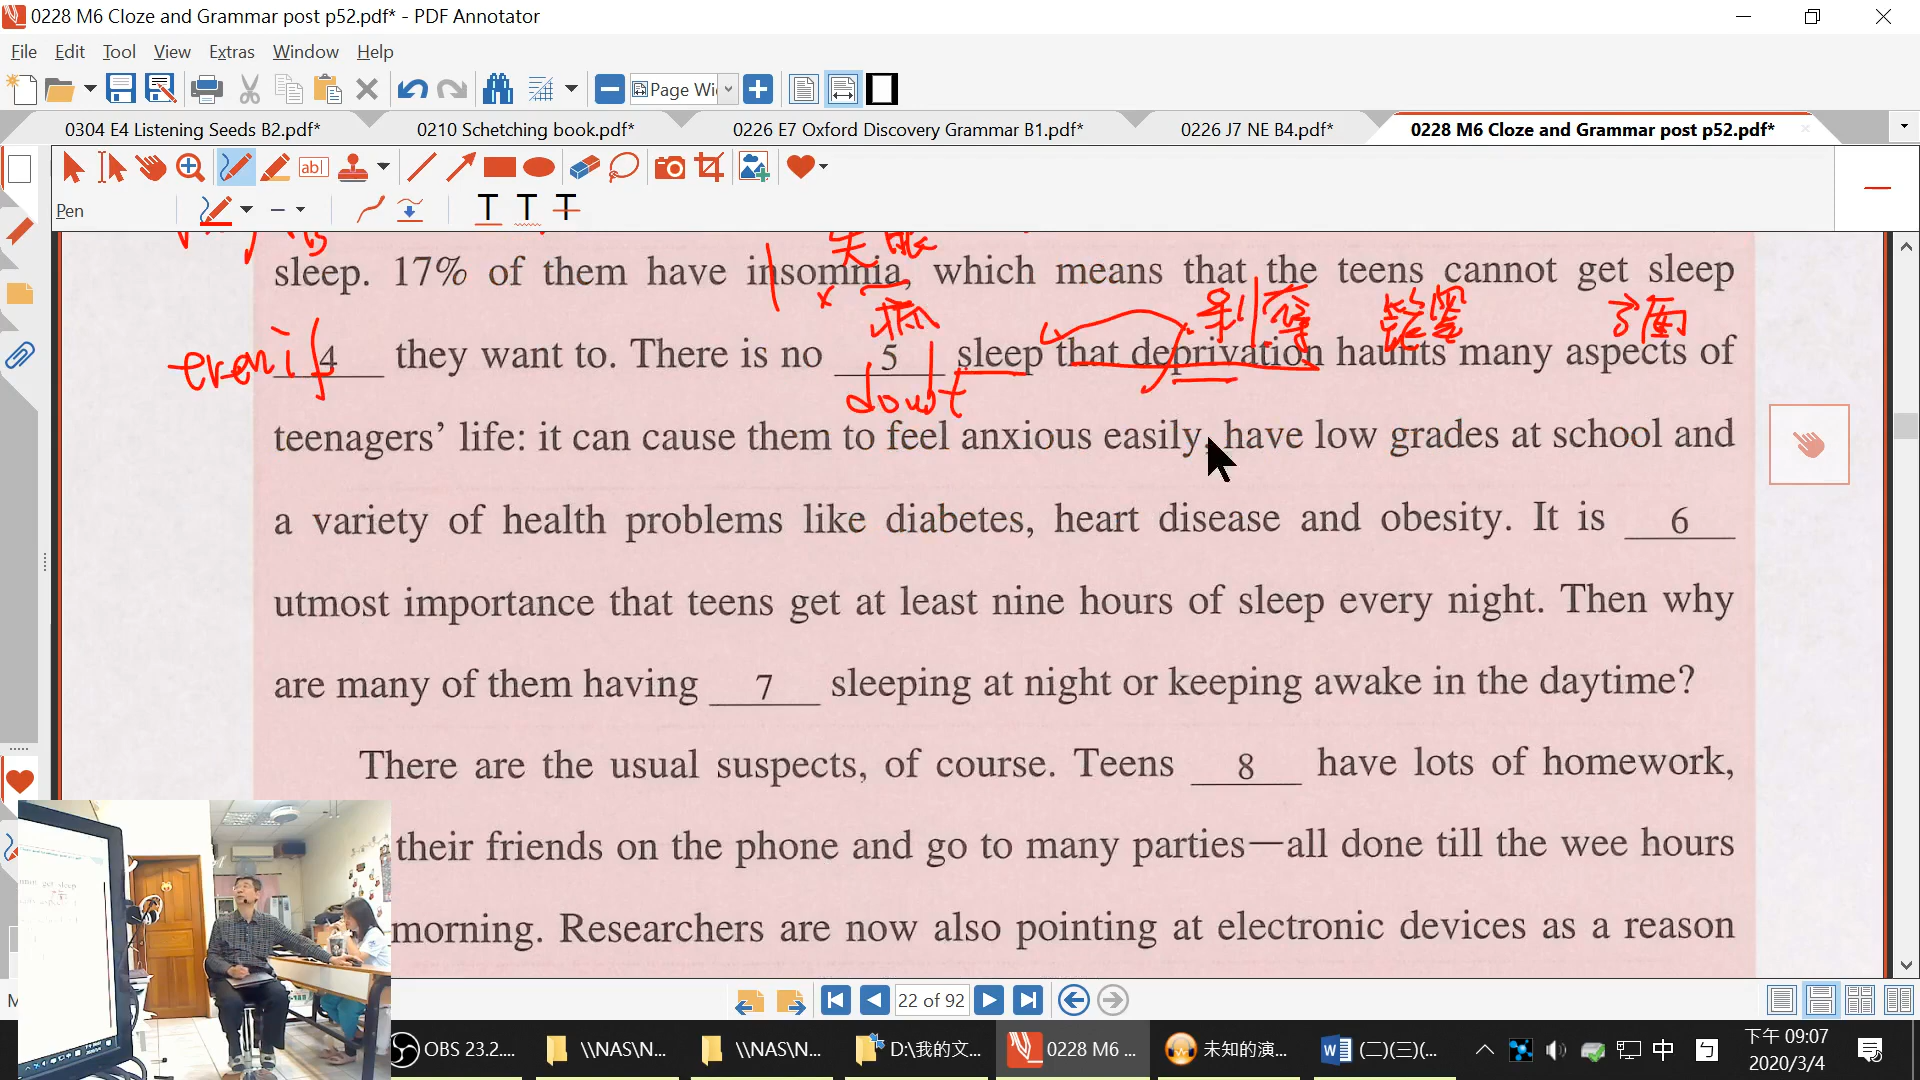 0228 M6 Cloze and Grammar post p52.pdf* - PDF Annotator
File Edit Tool View Extras Window Help
Page Wi
0304 E4 Listening Seeds B2.pdf*
0210 Schetching book.pdf*
0226 E7 Oxford Discovery Grammar B1.pdf*
0226 J7 NE B4.pdf*
0228 M6 Cloze and Grammar post p52.pdf*
Pen
失眠
sleep. 17% of them have insomnia, which means that the teens cannot get sleep
剝奪
even if
4 they want to. There is no 5 sleep that deprivation haunts many aspects of
doubt
teenagers' life: it can cause them to feel anxious easily, have low grades at school and
a variety of health problems like diabetes, heart disease and obesity. It is 6
utmost importance that teens get at least nine hours of sleep every night. Then why
are many of them having 7 sleeping at night or keeping awake in the daytime?
There are the usual suspects, of course. Teens 8 have lots of homework,
their friends on the phone and go to many parties—all done till the wee hours
morning. Researchers are now also pointing at electronic devices as a reason
22 of 92
OBS 23.2....
\\NAS\N...
\\NAS\N...
D:\我的文...
0228 M6 ...
未知的演...
(二)(三)(...
中
ㄅ
下午 09:07
2020/3/4